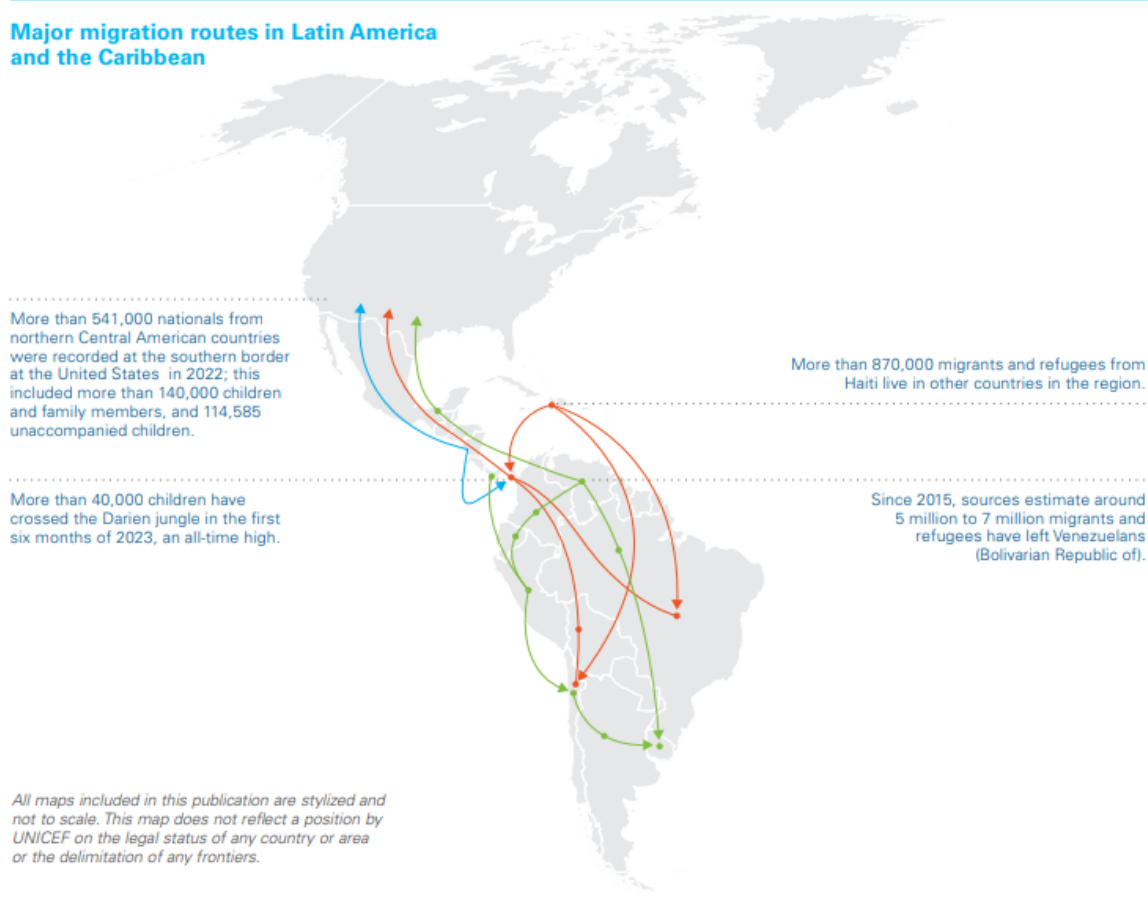 Major migration routes in Latin America
and the Caribbean
More than 541,000 nationals from
northern Central American countries
were recorded at the southern border
at the United States in 2022; this
included more than 140,000 children
and family members, and 114,585
unaccompanied children.
More than 870,000 migrants and refugees from
Haiti live in other countries in the region.
More than 40,000 children have
crossed the Darien jungle in the first
six months of 2023, an all-time high.
Since 2015, sources estimate around
5 million to 7 million migrants and
refugees have left Venezuelans
(Bolivarian Republic of).
All maps included in this publication are stylized and
not to scale. This map does not reflect a position by
UNICEF on the legal status of any country or area
or the delimitation of any frontiers.